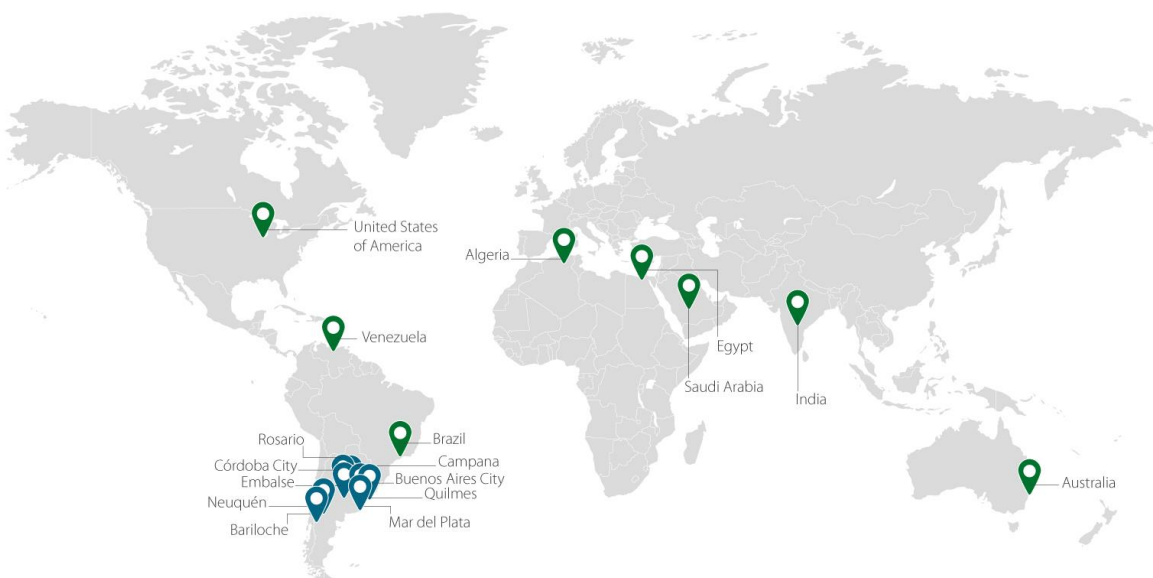 United States
of America
Algeria
Venezuela
Egypt
Saudi Arabia
India
Brazil
Rosario
Campana
Córdoba City
Buenos Aires City
Embalse
Quilmes
Neuquén
Mar del Plata
Bariloche
Australia